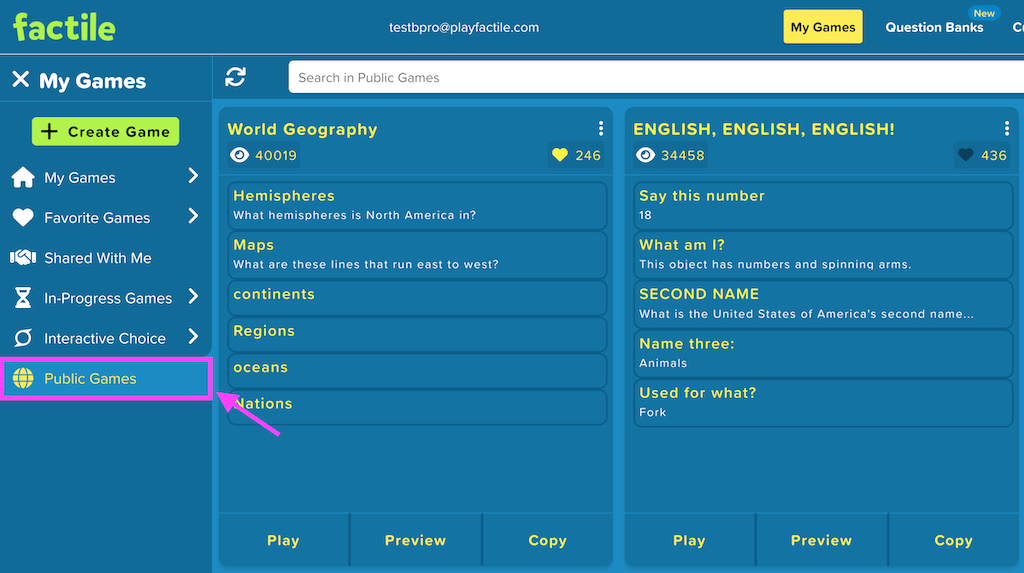 factile
testbpro@playfactile.com
My Games
Question Banks
New
My Games
Search in Public Games
Create Game
My Games
Favorite Games
Shared With Me
In-Progress Games
Interactive Choice
Public Games
World Geography
40019
246
Hemispheres
What hemispheres is North America in?
Maps
What are these lines that run east to west?
continents
Regions
oceans
Nations
Play
Preview
Copy
ENGLISH, ENGLISH, ENGLISH!
34458
436
Say this number
18
What am I?
This object has numbers and spinning arms.
SECOND NAME
What is the United States of America's second name...
Name three:
Animals
Used for what?
Fork
Play
Preview
Copy